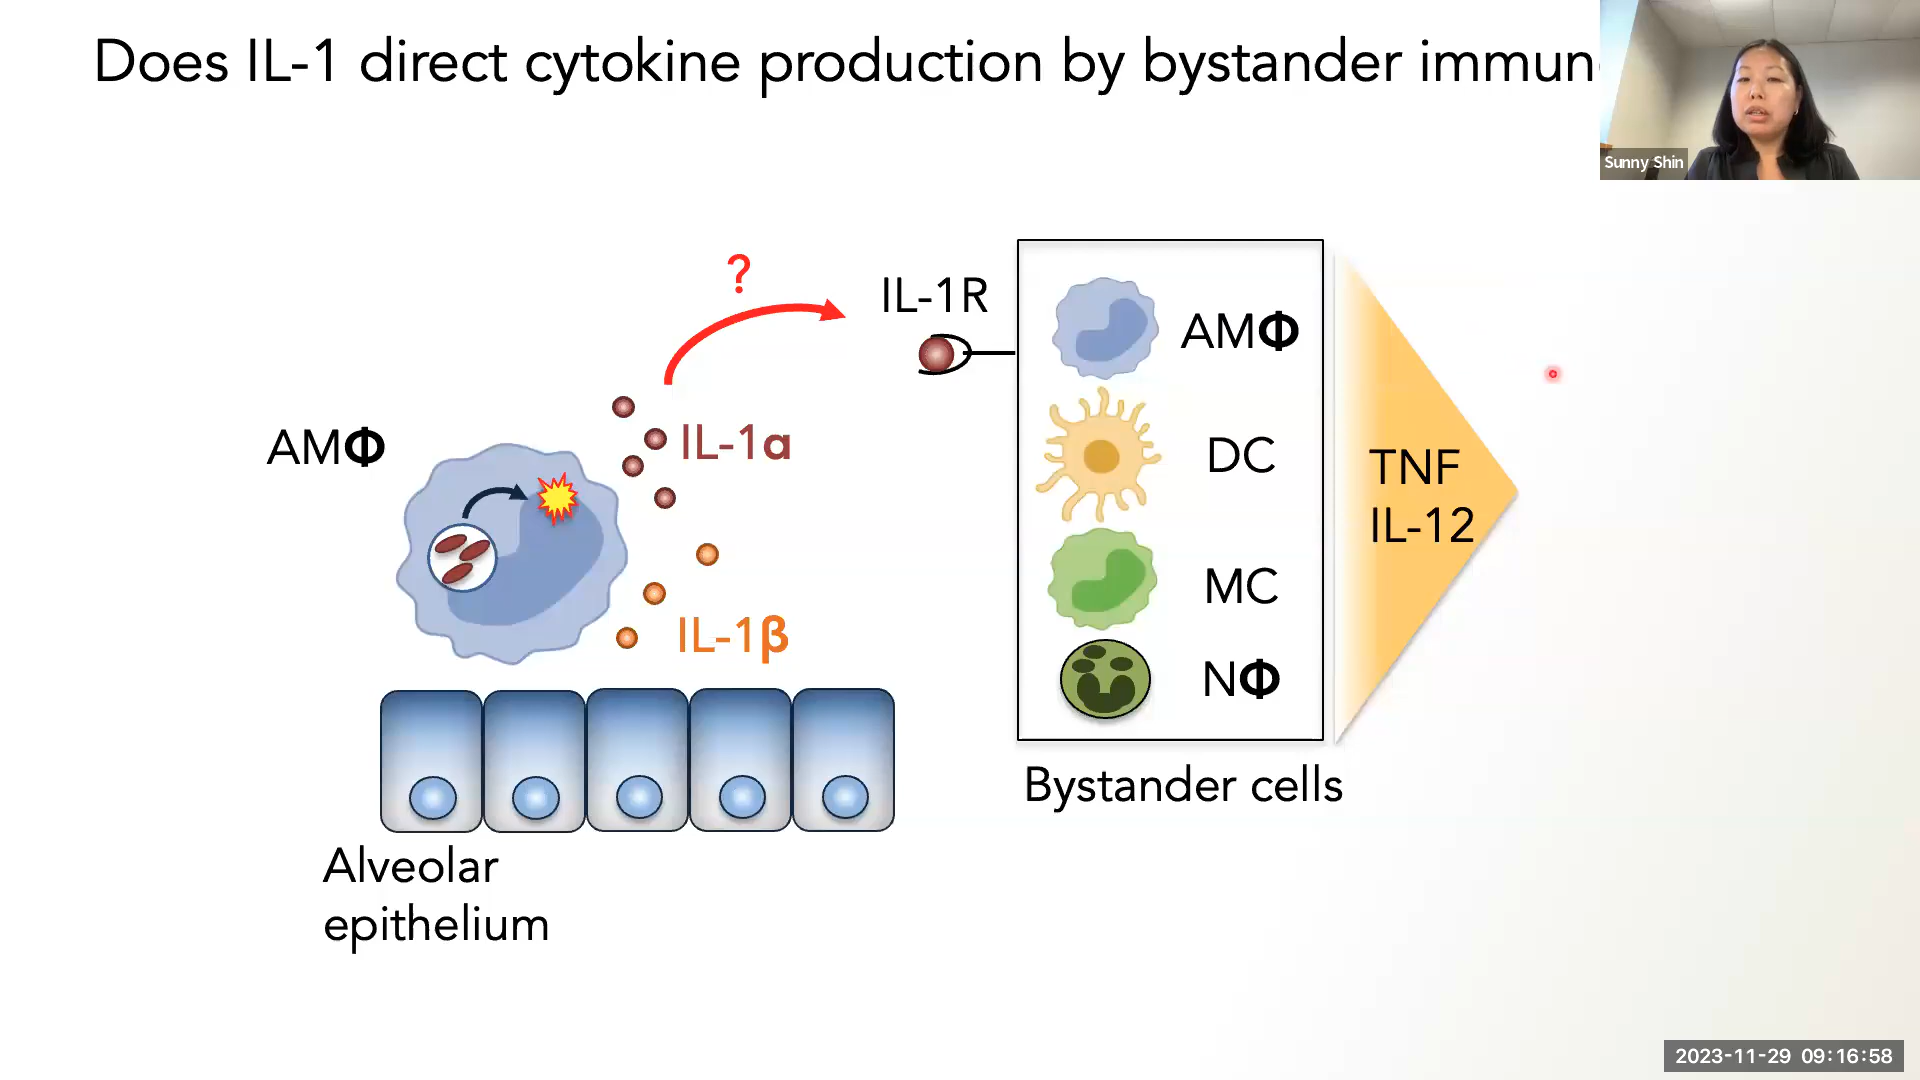 Does IL-1 direct cytokine production by bystander
Sunny Shin
?
IL-1R
AMΦ
AMΦ
IL-1α
DC
TNF
IL-12
MC
IL-1β
NΦ
Bystander cells
Alveolar
epithelium
2023-11-29 09:16:58